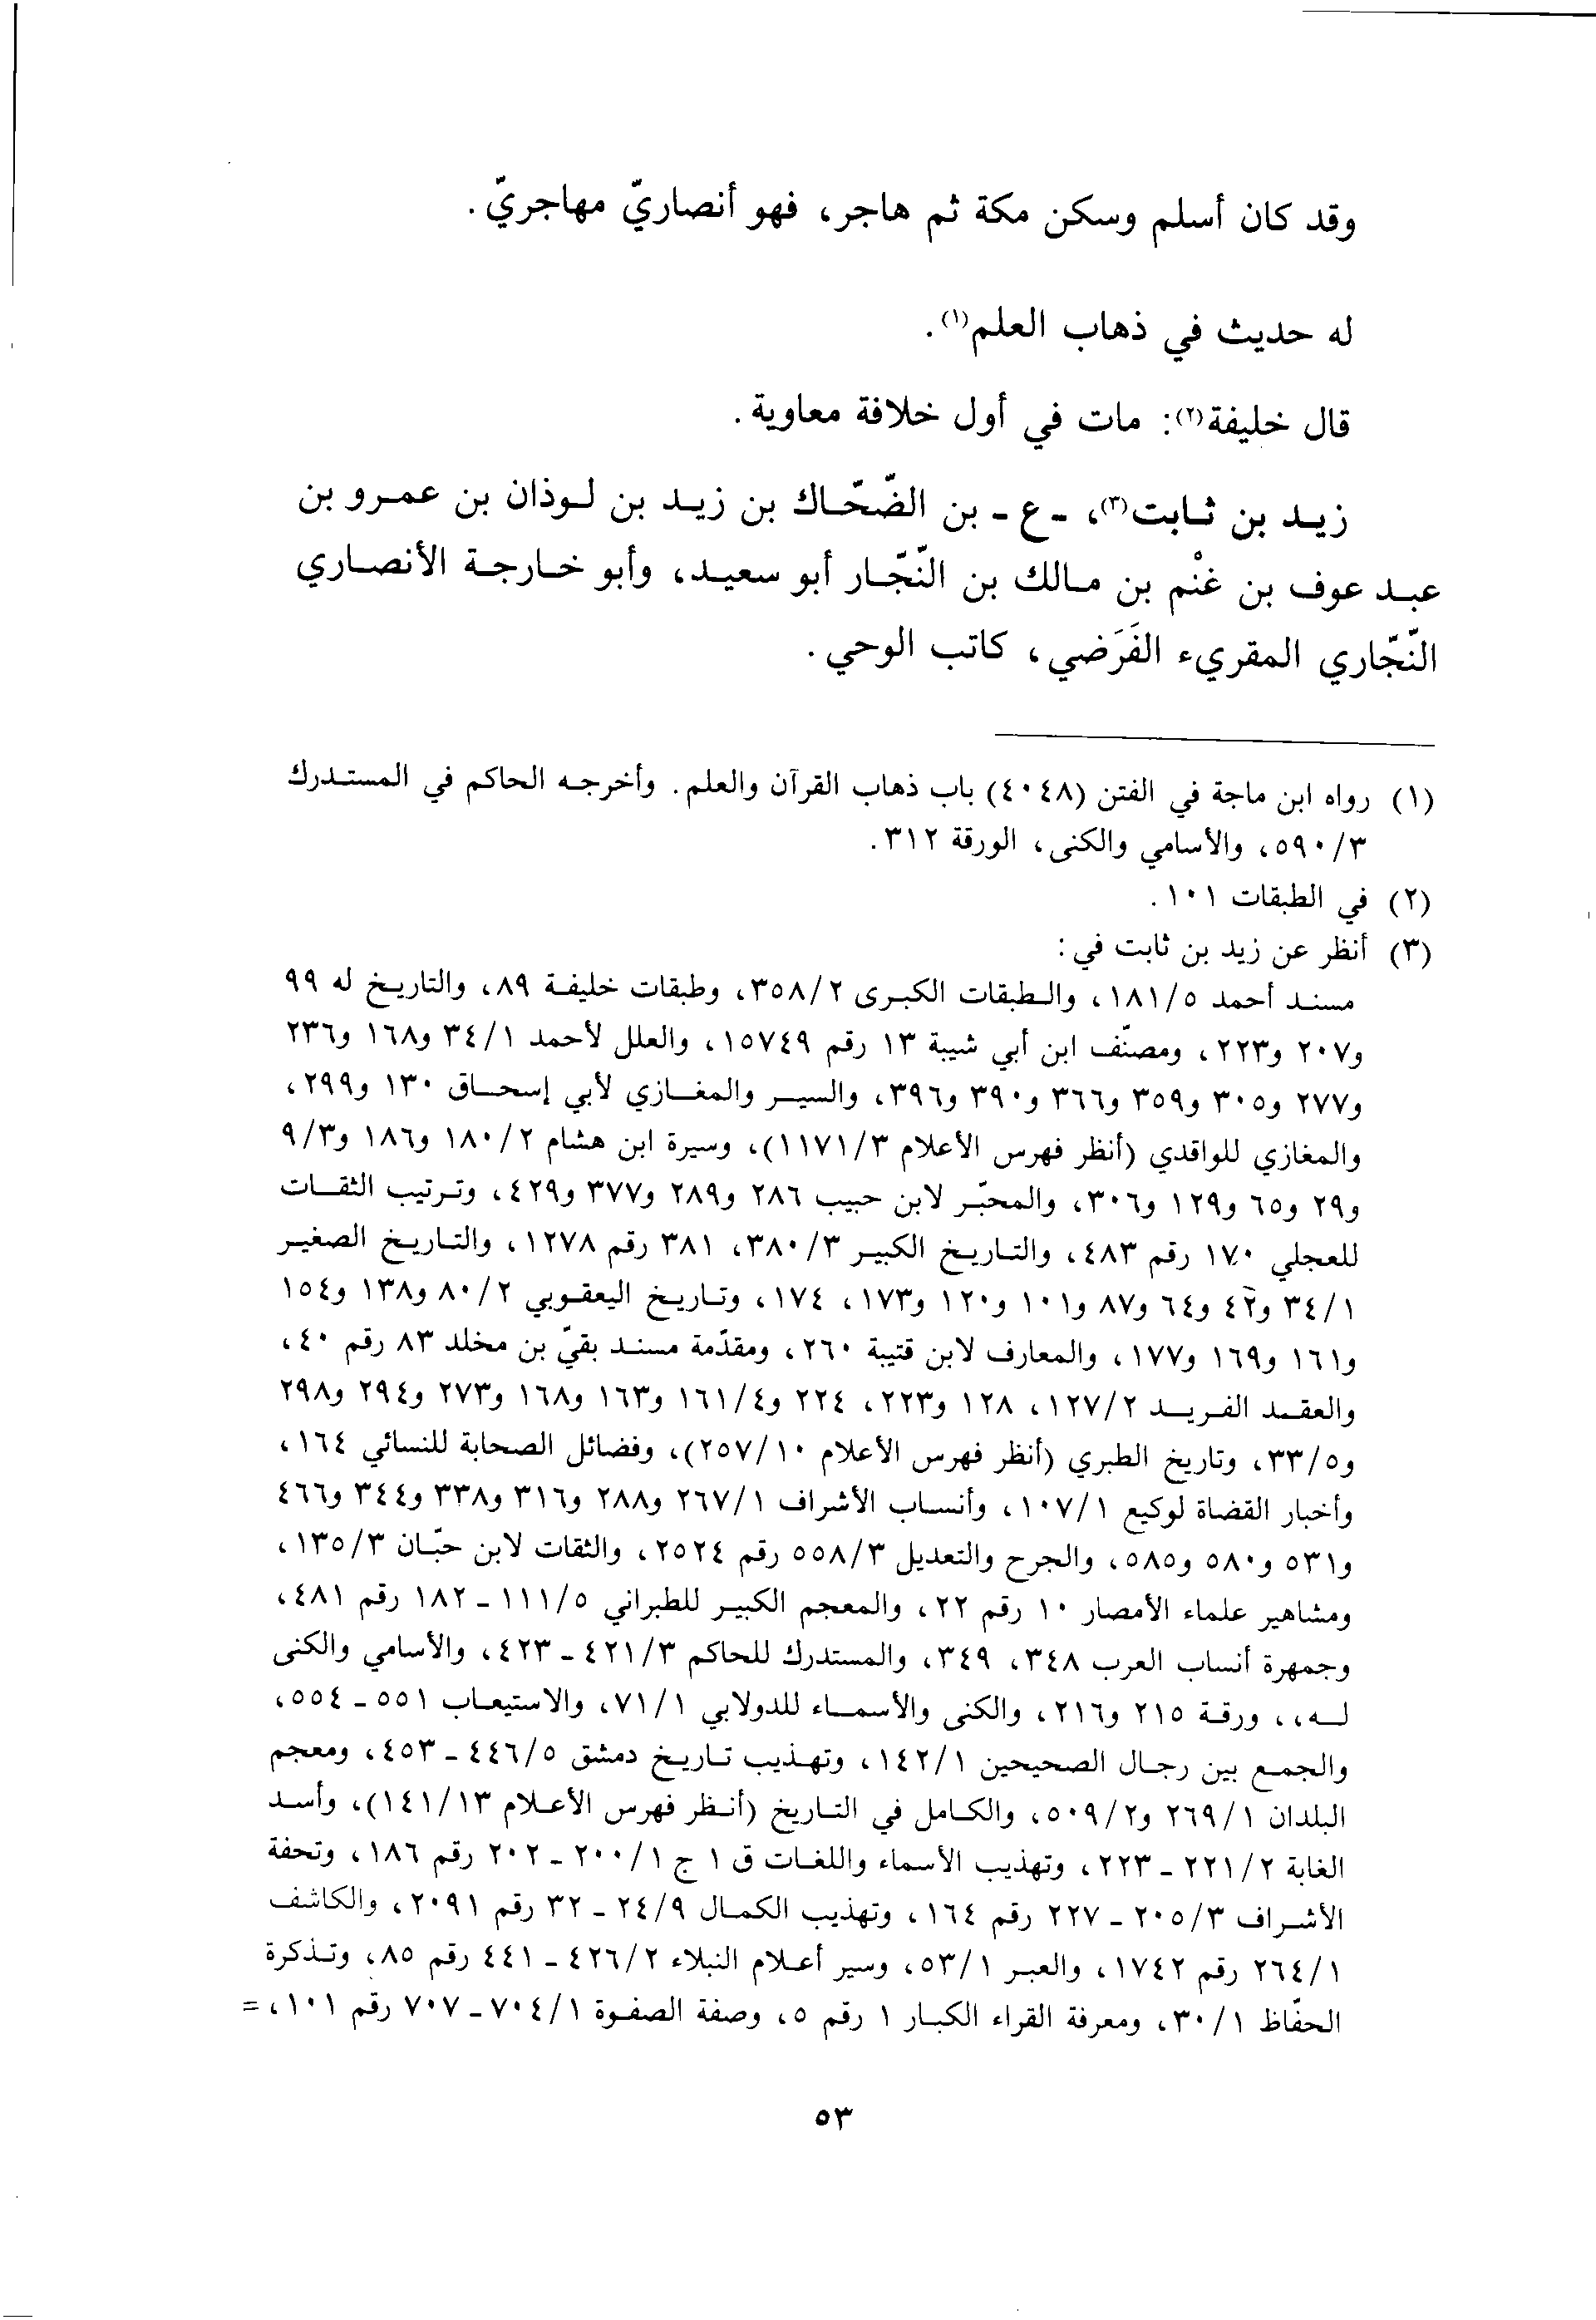 وقد كان أسلم وسكن مكة ثم هاجر، فهو أنصاريّ مهاجريّ.
له حديث في ذهاب العلم(١).
قال خليفة(٢): مات في أول خلافة معاوية.
زيد بن ثابت(٣)، - ع - بن الضّحّاك بن زيد بن لوذان بن عمرو بن
عبد عوف بن غنْم بن مالك بن النّجّار أبو سعيد، وأبو خارجة الأنصاري
النّجّاري المقريء الفَرَضي، كاتب الوحي.
(١) رواه ابن ماجة في الفتن (٤٠٤٨) باب ذهاب القرآن والعلم. وأخرجه الحاكم في المستدرك
٥٩٠/٣، والأسامي والكنى، الورقة ٣١٢.
(٢) في الطبقات ١٠١.
(٣) أنظر عن زيد بن ثابت في:
مسند أحمد ١٨١/٥، والطبقات الكبرى ٣٥٨/٢، وطبقات خليفة ٨٩، والتاريخ له ٩٩
و٢٠٧ و٢٢٣، ومصنّف ابن أبي شيبة ١٣ رقم ١٥٧٤٩، والعلل لأحمد ٣٤/١ و١٦٨ و٢٣٦
و٢٧٧ و٣٠٥ و٣٥٩ و٣٦٦ و٣٩٠ و٣٩٦، والسير والمغازي لأبي إسحاق ١٣٠ و٢٩٩،
والمغازي للواقدي (أنظر فهرس الأعلام ١١٧١/٣)، وسيرة ابن هشام ١٨٠/٢ و١٨٦ و٩/٣
و٢٩ و٦٥ و١٢٩ و٣٠٦، والمحبّر لابن حبيب ٢٨٦ و٢٨٩ و٣٧٧ و٤٢٩، وترتيب الثقات
للعجلي ١٧٠ رقم ٤٨٣، والتاريخ الكبير ٣٨٠/٣، ٣٨١ رقم ١٢٧٨، والتاريخ الصغير
٣٤/١ و٤٢ و٦٤ و٨٧ و١٠١ و١٢٠ و١٧٣، ١٧٤، وتاريخ اليعقوبي ٨٠/٢ و١٣٨ و١٥٤
و١٦١ و١٦٩ و١٧٧، والمعارف لابن قتيبة ٢٦٠، ومقدّمة مسند بقيّ بن مخلد ٨٣ رقم ٤٠،
والعقد الفريد ١٢٧/٢، ١٢٨ و٢٢٣، ٢٢٤ و١٦١/٤ و١٦٣ و١٦٨ و٢٧٣ و٢٩٤ و٢٩٨
و٣٣/٥، وتاريخ الطبري (أنظر فهرس الأعلام ٢٥٧/١٠)، وفضائل الصحابة للنسائي ١٦٤،
وأخبار القضاة لوكيع ١٠٧/١، وأنساب الأشراف ٢٦٧/١ و٢٨٨ و٣١٦ و٣٣٨ و٣٤٤ و٤٦٦
و٥٣١ و٥٨٠ و٥٨٥، والجرح والتعديل ٥٥٨/٣ رقم ٢٥٢٤، والثقات لابن حبّان ١٣٥/٣،
ومشاهير علماء الأمصار ١٠ رقم ٢٢، والمعجم الكبير للطبراني ١١١/٥ - ١٨٢ رقم ٤٨١،
وجمهرة أنساب العرب ٣٤٨، ٣٤٩، والمستدرك للحاكم ٤٢١/٣ - ٤٢٣، والأسامي والكنى
له،، ورقة ٢١٥ و٢١٦، والكنى والأسماء للدولابي ٧١/١، والاستيعاب ٥٥١ - ٥٥٤،
والجمع بين رجال الصحيحين ١٤٢/١، وتهذيب تاريخ دمشق ٤٤٦/٥ - ٤٥٣، ومعجم
البلدان ٢٦٩/١ و٥٠٩/٢، والكامل في التاريخ (أنظر فهرس الأعلام ١٤١/١٣)، وأسد
الغابة ٢٢١/٢ - ٢٢٣، وتهذيب الأسماء واللغات ق ١ ج ٢٠٠/١ - ٢٠٢ رقم ١٨٦، وتحفة
الأشراف ٢٠٥/٣ - ٢٢٧ رقم ١٦٤، وتهذيب الكمال ٢٤/٩ - ٣٢ رقم ٢٠٩١، والكاشف
٢٦٤/١ رقم ١٧٤٢، والعبر ٥٣/١، وسير أعلام النبلاء ٤٢٦/٢ - ٤٤١ رقم ٨٥، وتذكرة
الحفّاظ ٣٠/١، ومعرفة القراء الكبار ١ رقم ٥، وصفة الصفوة ٧٠٤/١ - ٧٠٧ رقم ١٠١، =
٥٣